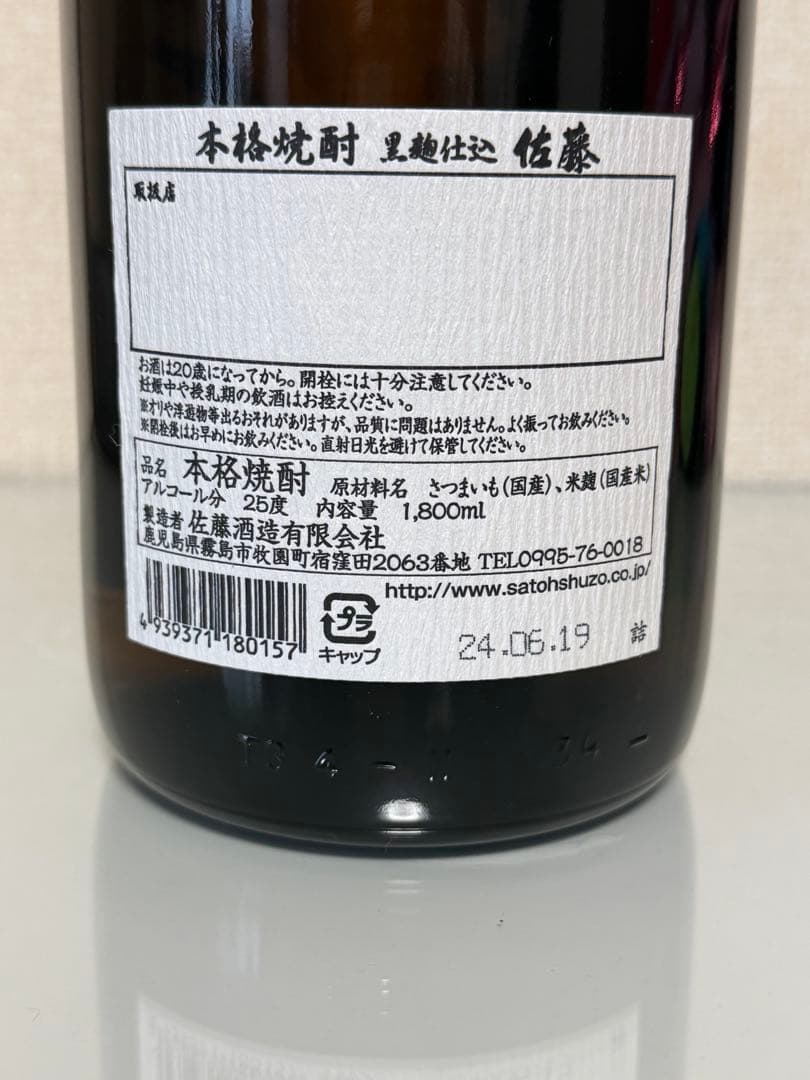 本格焼酎 黒麹仕込 佐藤
取扱店
お酒は20歳になってから。開栓には十分注意してください。
妊娠中や授乳期の飲酒はお控えください。
※オリや浮遊物等出るおそれがありますが、品質に問題はありません。よく振ってお飲みください。
※開栓後はお早めにお飲みください。直射日光を避けて保管してください。
品名 本格焼酎 原材料名 さつまいも(国産)、米麹(国産米)
アルコール分 25度 内容量 1,800ml
製造者 佐藤酒造有限会社
鹿児島県霧島市牧園町宿窪田2063番地 TEL0995-76-0018
http://www.satohshuzo.co.jp/
4 939371 180157
プラ
キャップ
24.06.19 詰